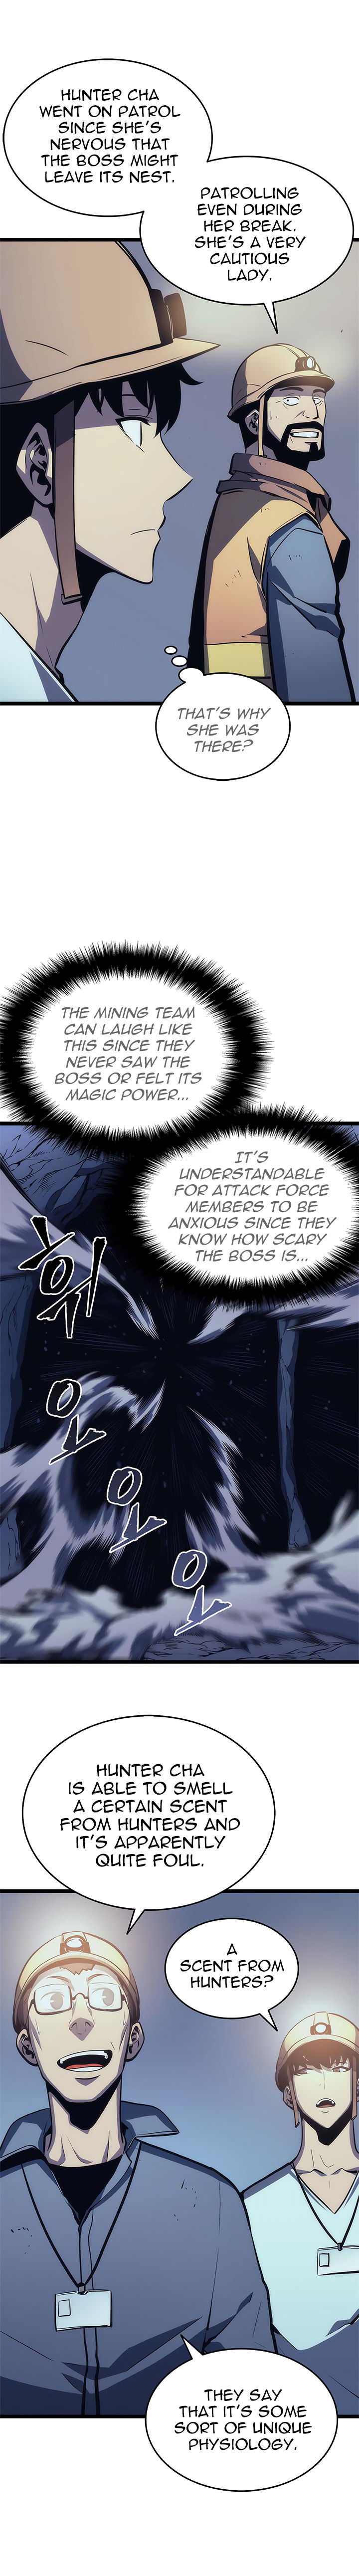 HUNTER CHA
WENT ON PATROL
SINCE SHE'S
NERVOUS THAT
THE BOSS MIGHT
LEAVE ITS NEST.
PATROLLING
EVEN DURING
HER BREAK.
SHE'S A VERY
CAUTIOUS
LADY.
THAT'S WHY
SHE WAS
THERE?
THE MINING TEAM
CAN LAUGH LIKE
THIS SINCE THEY
NEVER SAW THE
BOSS OR FELT ITS
MAGIC POWER...
IT'S
UNDERSTANDABLE
FOR ATTACK FORCE
MEMBERS TO BE
ANXIOUS SINCE THEY
KNOW HOW SCARY
THE BOSS IS...
휘
이
이
이
HUNTER CHA
IS ABLE TO SMELL
A CERTAIN SCENT
FROM HUNTERS AND
IT'S APPARENTLY
QUITE FOUL.
A
SCENT FROM
HUNTERS?
THEY SAY
THAT IT'S SOME
SORT OF UNIQUE
PHYSIOLOGY.